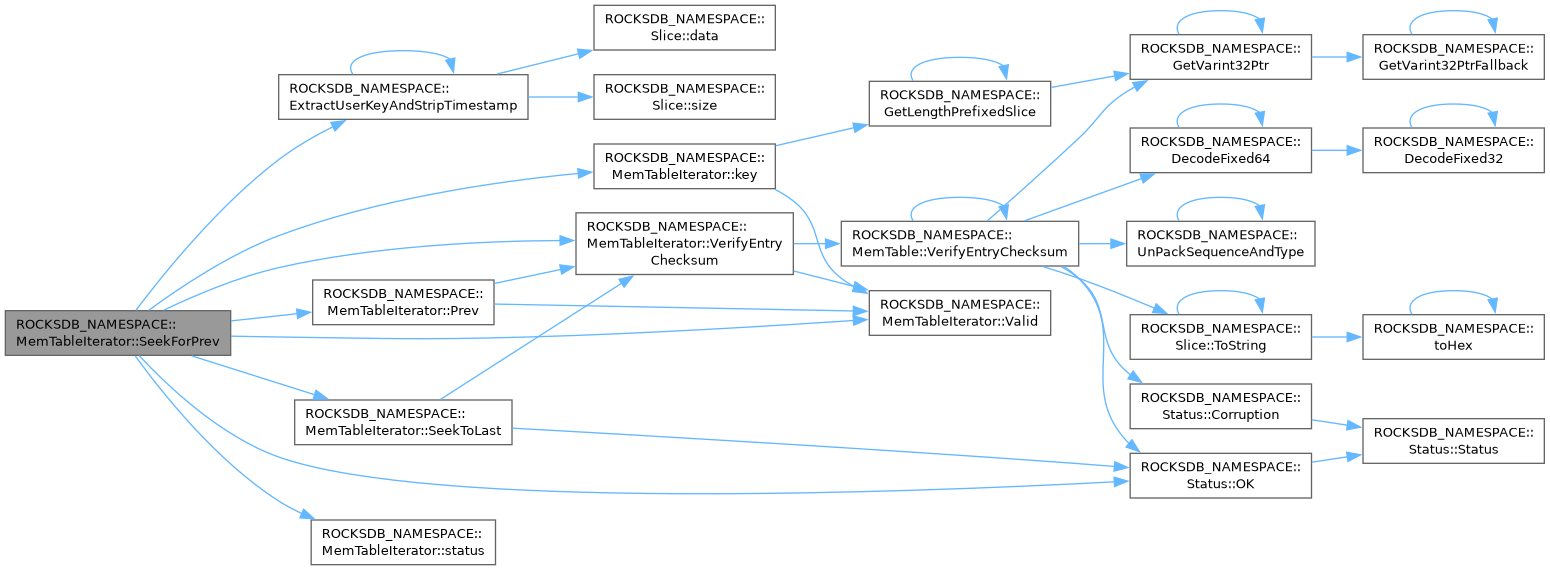 ROCKSDB_NAMESPACE::
MemTableIterator::SeekForPrev
ROCKSDB_NAMESPACE::
ExtractUserKeyAndStripTimestamp
ROCKSDB_NAMESPACE::
Slice::data
ROCKSDB_NAMESPACE::
Slice::size
ROCKSDB_NAMESPACE::
MemTableIterator::key
ROCKSDB_NAMESPACE::
GetLengthPrefixedSlice
ROCKSDB_NAMESPACE::
GetVarint32Ptr
ROCKSDB_NAMESPACE::
GetVarint32PtrFallback
ROCKSDB_NAMESPACE::
MemTableIterator::Valid
ROCKSDB_NAMESPACE::
MemTableIterator::VerifyEntry
Checksum
ROCKSDB_NAMESPACE::
MemTable::VerifyEntryChecksum
ROCKSDB_NAMESPACE::
DecodeFixed64
ROCKSDB_NAMESPACE::
DecodeFixed32
ROCKSDB_NAMESPACE::
UnPackSequenceAndType
ROCKSDB_NAMESPACE::
Slice::ToString
ROCKSDB_NAMESPACE::
toHex
ROCKSDB_NAMESPACE::
Status::Corruption
ROCKSDB_NAMESPACE::
Status::Status
ROCKSDB_NAMESPACE::
Status::OK
ROCKSDB_NAMESPACE::
MemTableIterator::Prev
ROCKSDB_NAMESPACE::
MemTableIterator::SeekToLast
ROCKSDB_NAMESPACE::
MemTableIterator::status